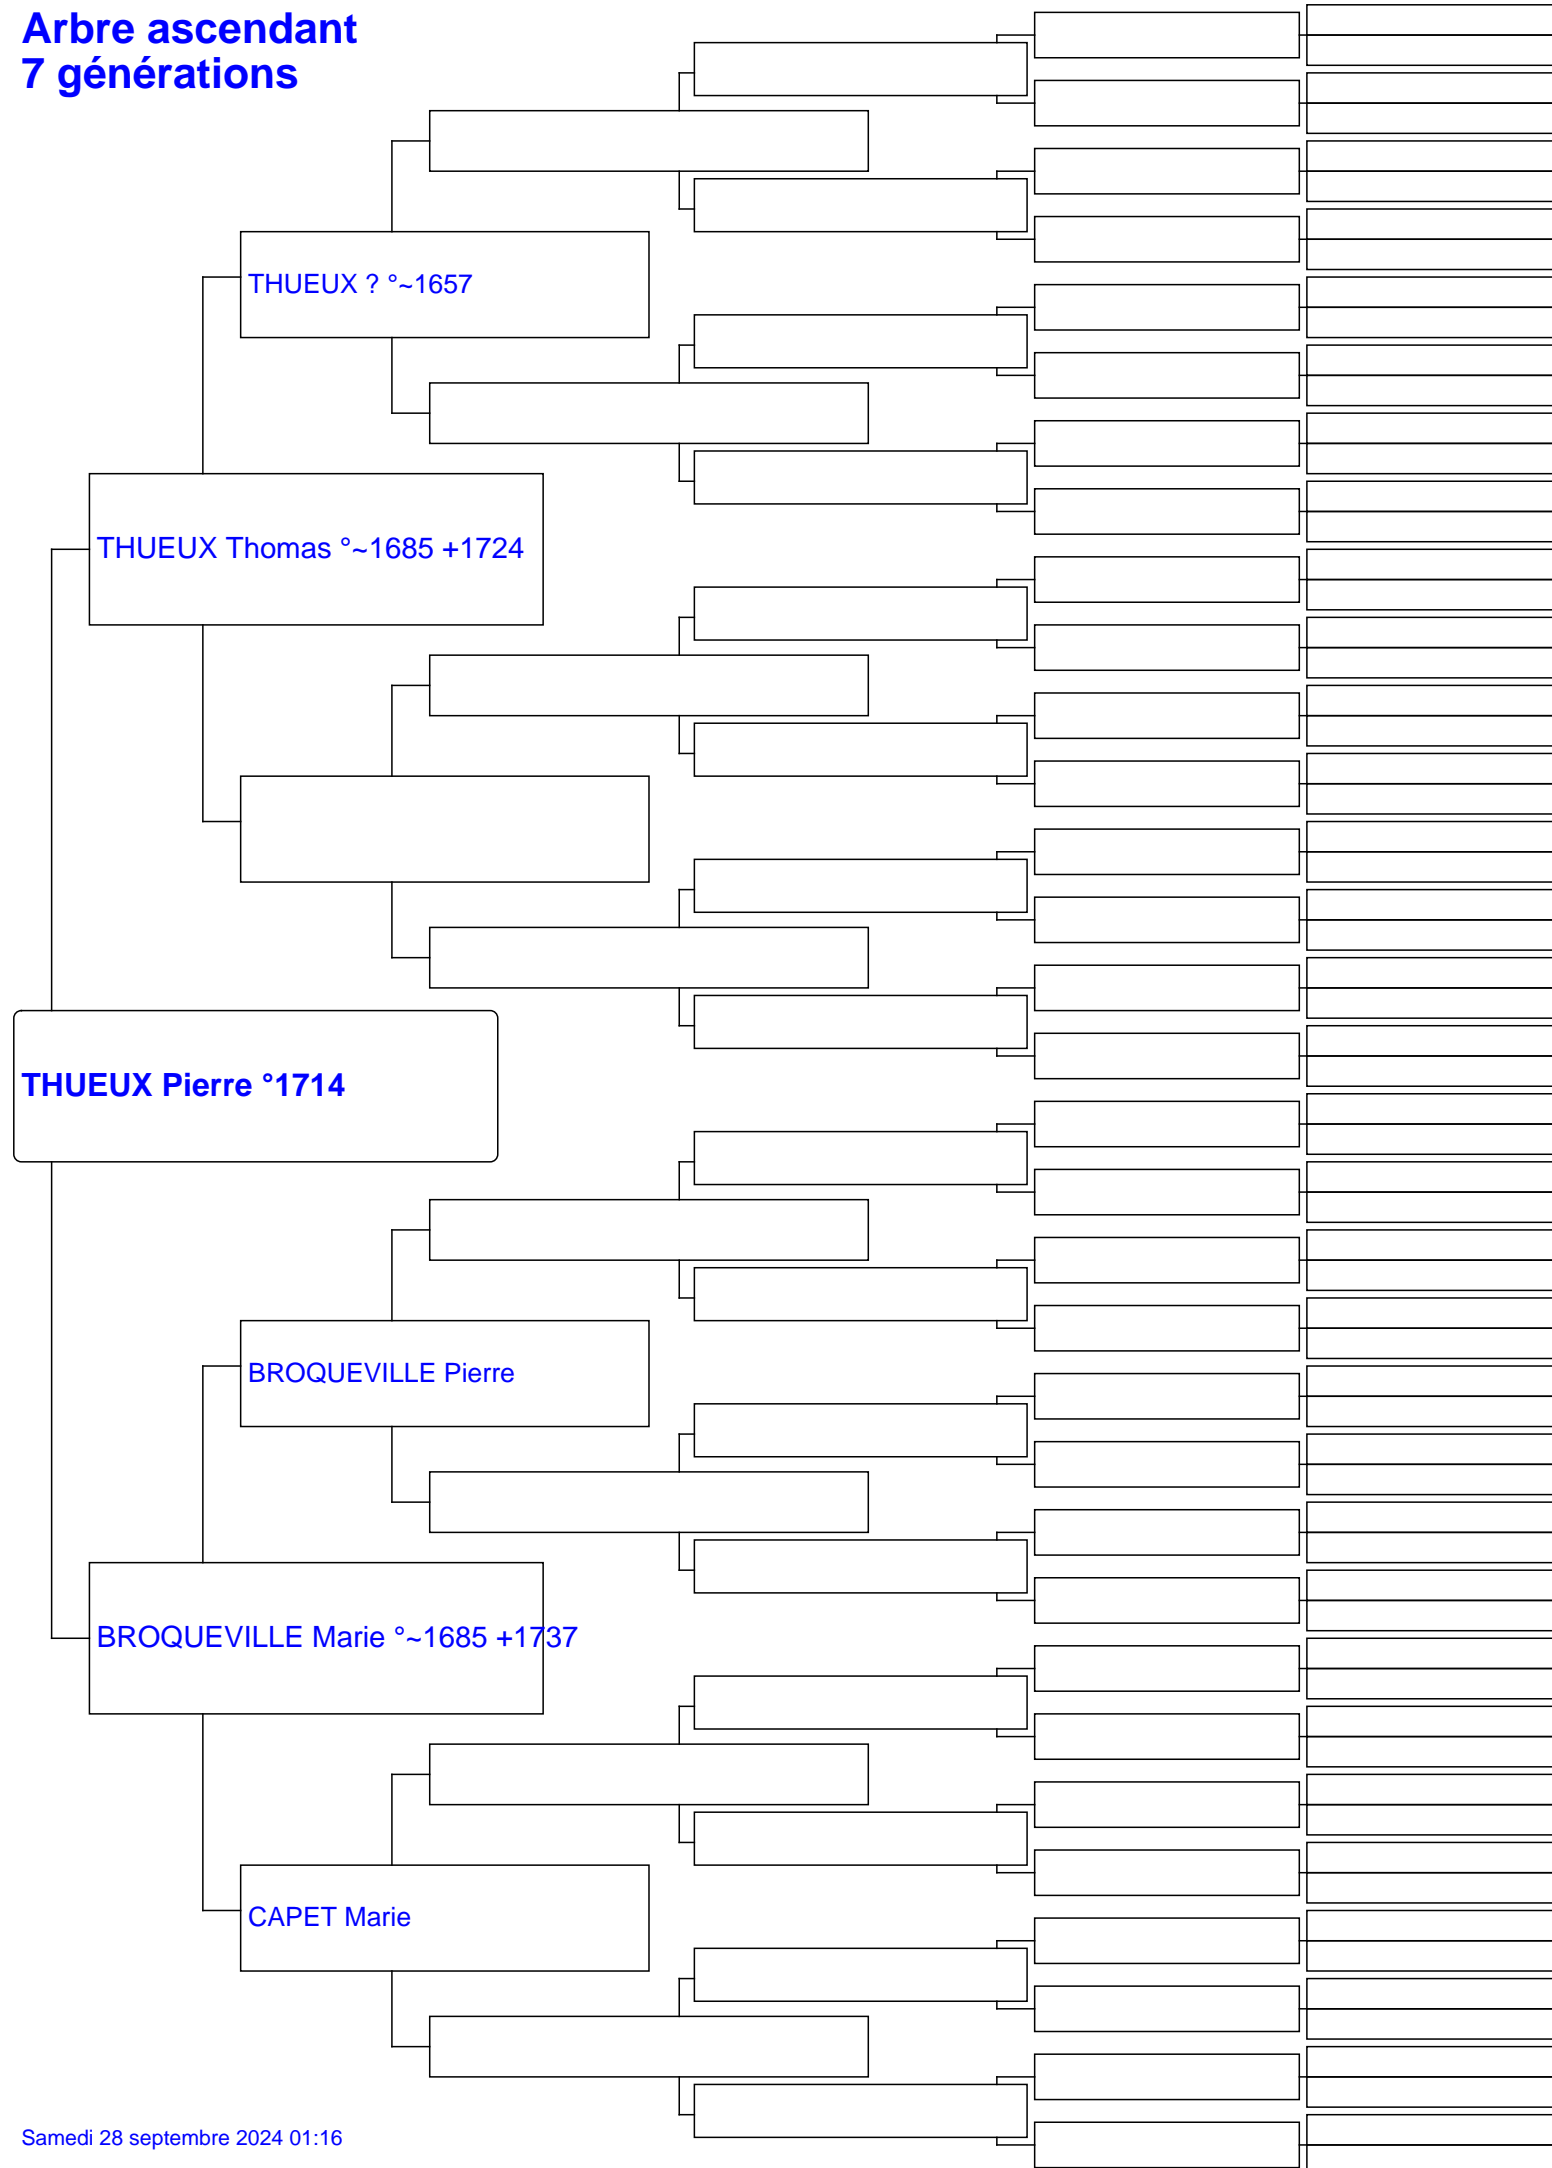 Arbre ascendant
7 générations
THUEUX ? °~1657
THUEUX Thomas °~1685 +1724
THUEUX Pierre °1714
BROQUEVILLE Pierre
BROQUEVILLE Marie °~1685 +1737
CAPET Marie
Samedi 28 septembre 2024 01:16